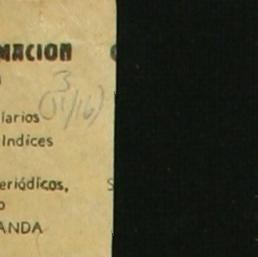 MACION
3
(11/16)
larios
Indices
eriódicos,
o
ANDA